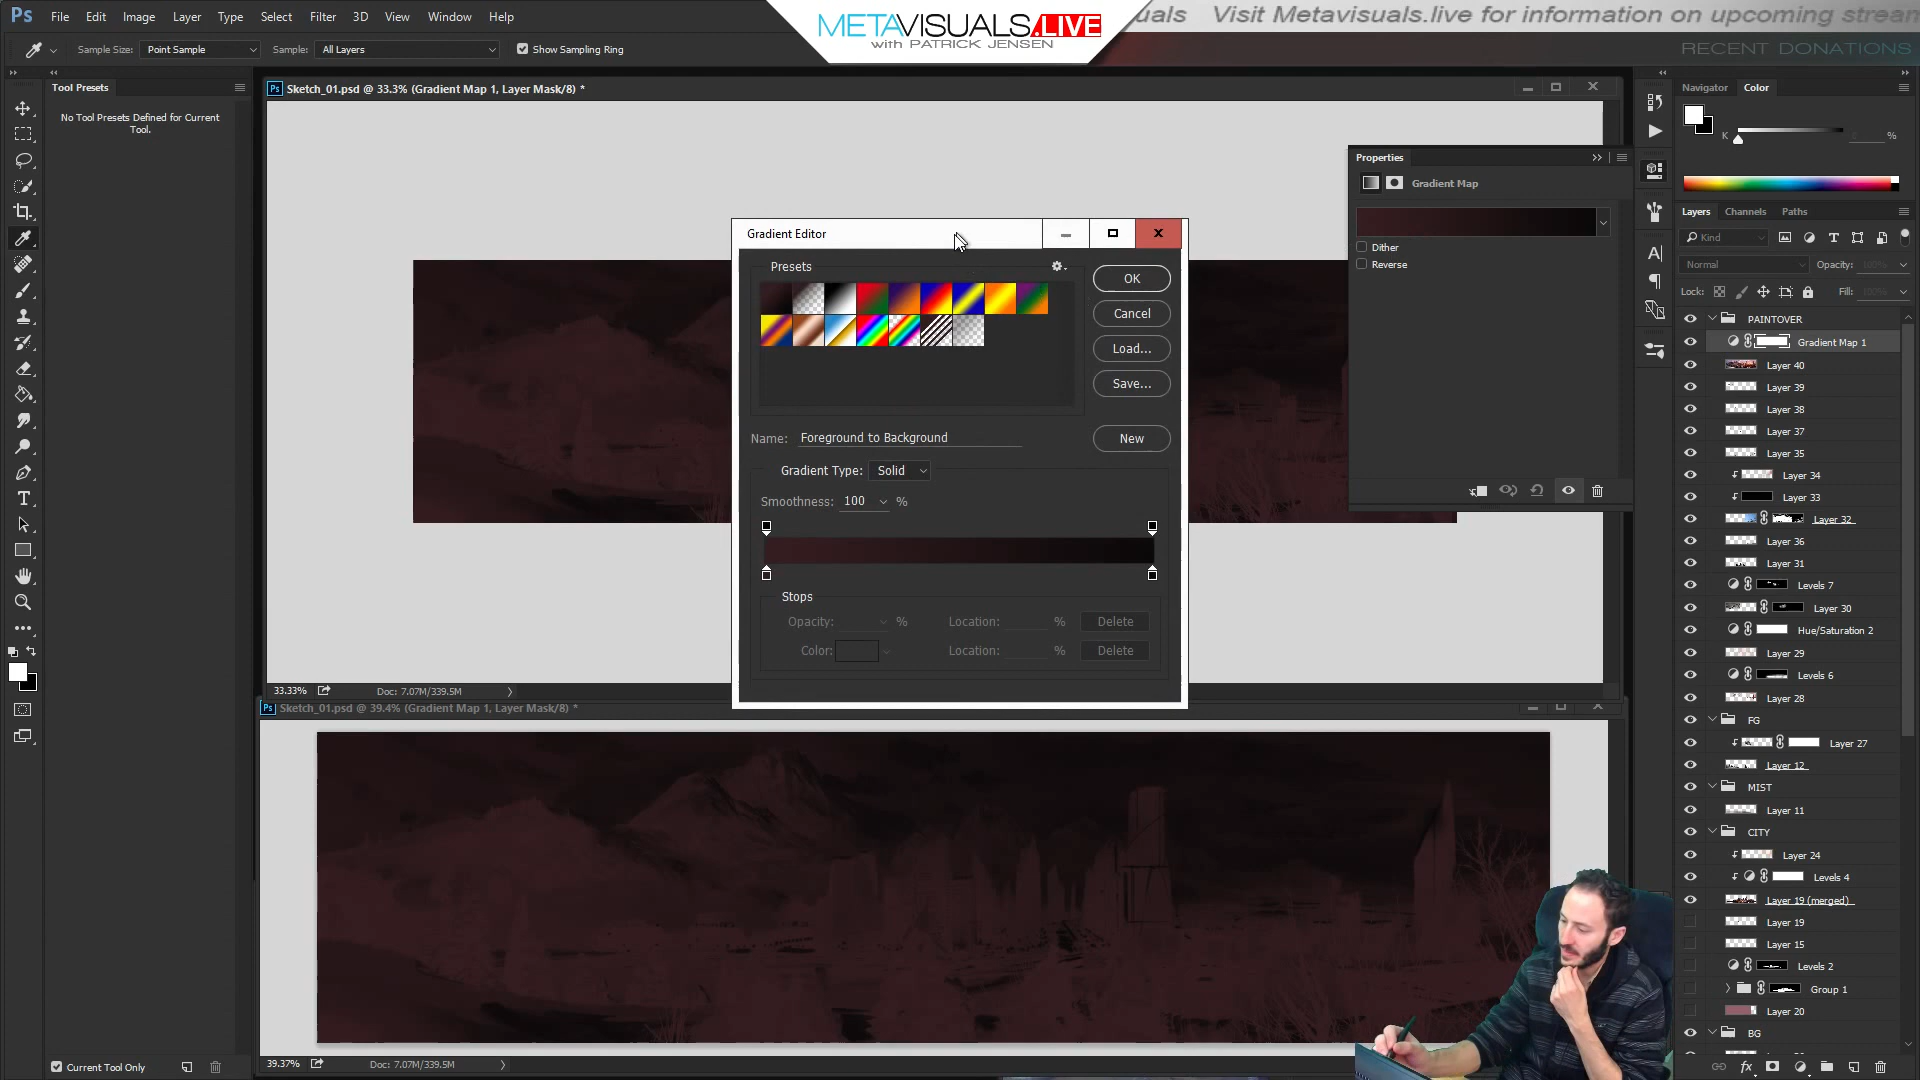 Ps File Edit Image Layer Type Select Filter 3D View Window Help
METAVISUALS.LIVE
with PATRICK JENSEN
uals Visit Metavisuals.live for information on upcoming stream
RECENT DONATIONS
Sample Size: Point Sample Sample: All Layers Show Sampling Ring
Tool Presets
No Tool Presets Defined for Current
Tool.
Current Tool Only
Ps Sketch_01.psd @ 33.3% (Gradient Map 1, Layer Mask/8) *
33.33% Doc: 7.07M/339.5M
Ps Sketch_01.psd @ 39.4% (Gradient Map 1, Layer Mask/8) *
39.37% Doc: 7.07M/339.5M
Gradient Editor
Presets
OK
Cancel
Load...
Save...
Name: Foreground to Background
New
Gradient Type: Solid
Smoothness: 100 %
Stops
Opacity: % Location: % Delete
Color: Location: % Delete
Properties
Gradient Map
Dither
Reverse
Navigator Color
K %
Layers Channels Paths
Kind
Normal Opacity: 100%
Lock: Fill: 100%
PAINTOVER
Gradient Map 1
Layer 40
Layer 39
Layer 38
Layer 37
Layer 35
Layer 34
Layer 33
Layer 32
Layer 36
Layer 31
Levels 7
Layer 30
Hue/Saturation 2
Layer 29
Levels 6
Layer 28
FG
Layer 27
Layer 12
MIST
Layer 11
CITY
Layer 24
Levels 4
Layer 19 (merged)
Layer 19
Layer 15
Levels 2
Group 1
Layer 20
BG
fx